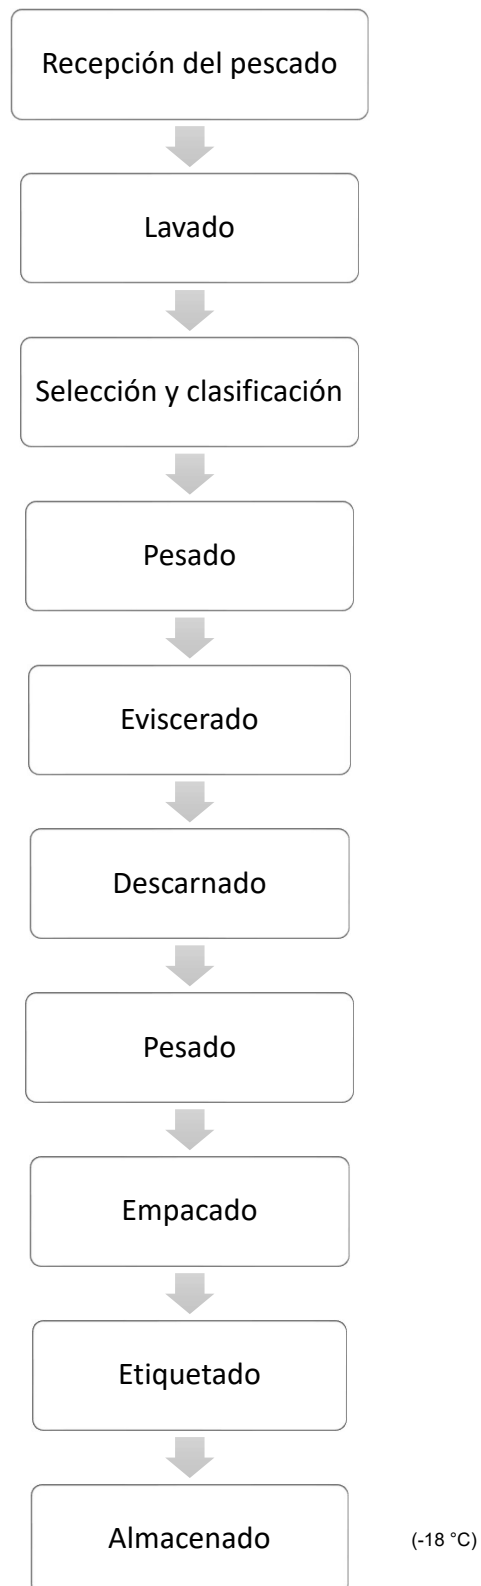 Recepción del pescado
Lavado
Selección y clasificación
Pesado
Eviscerado
Descarnado
Pesado
Empacado
Etiquetado
Almacenado
(-18 °C)